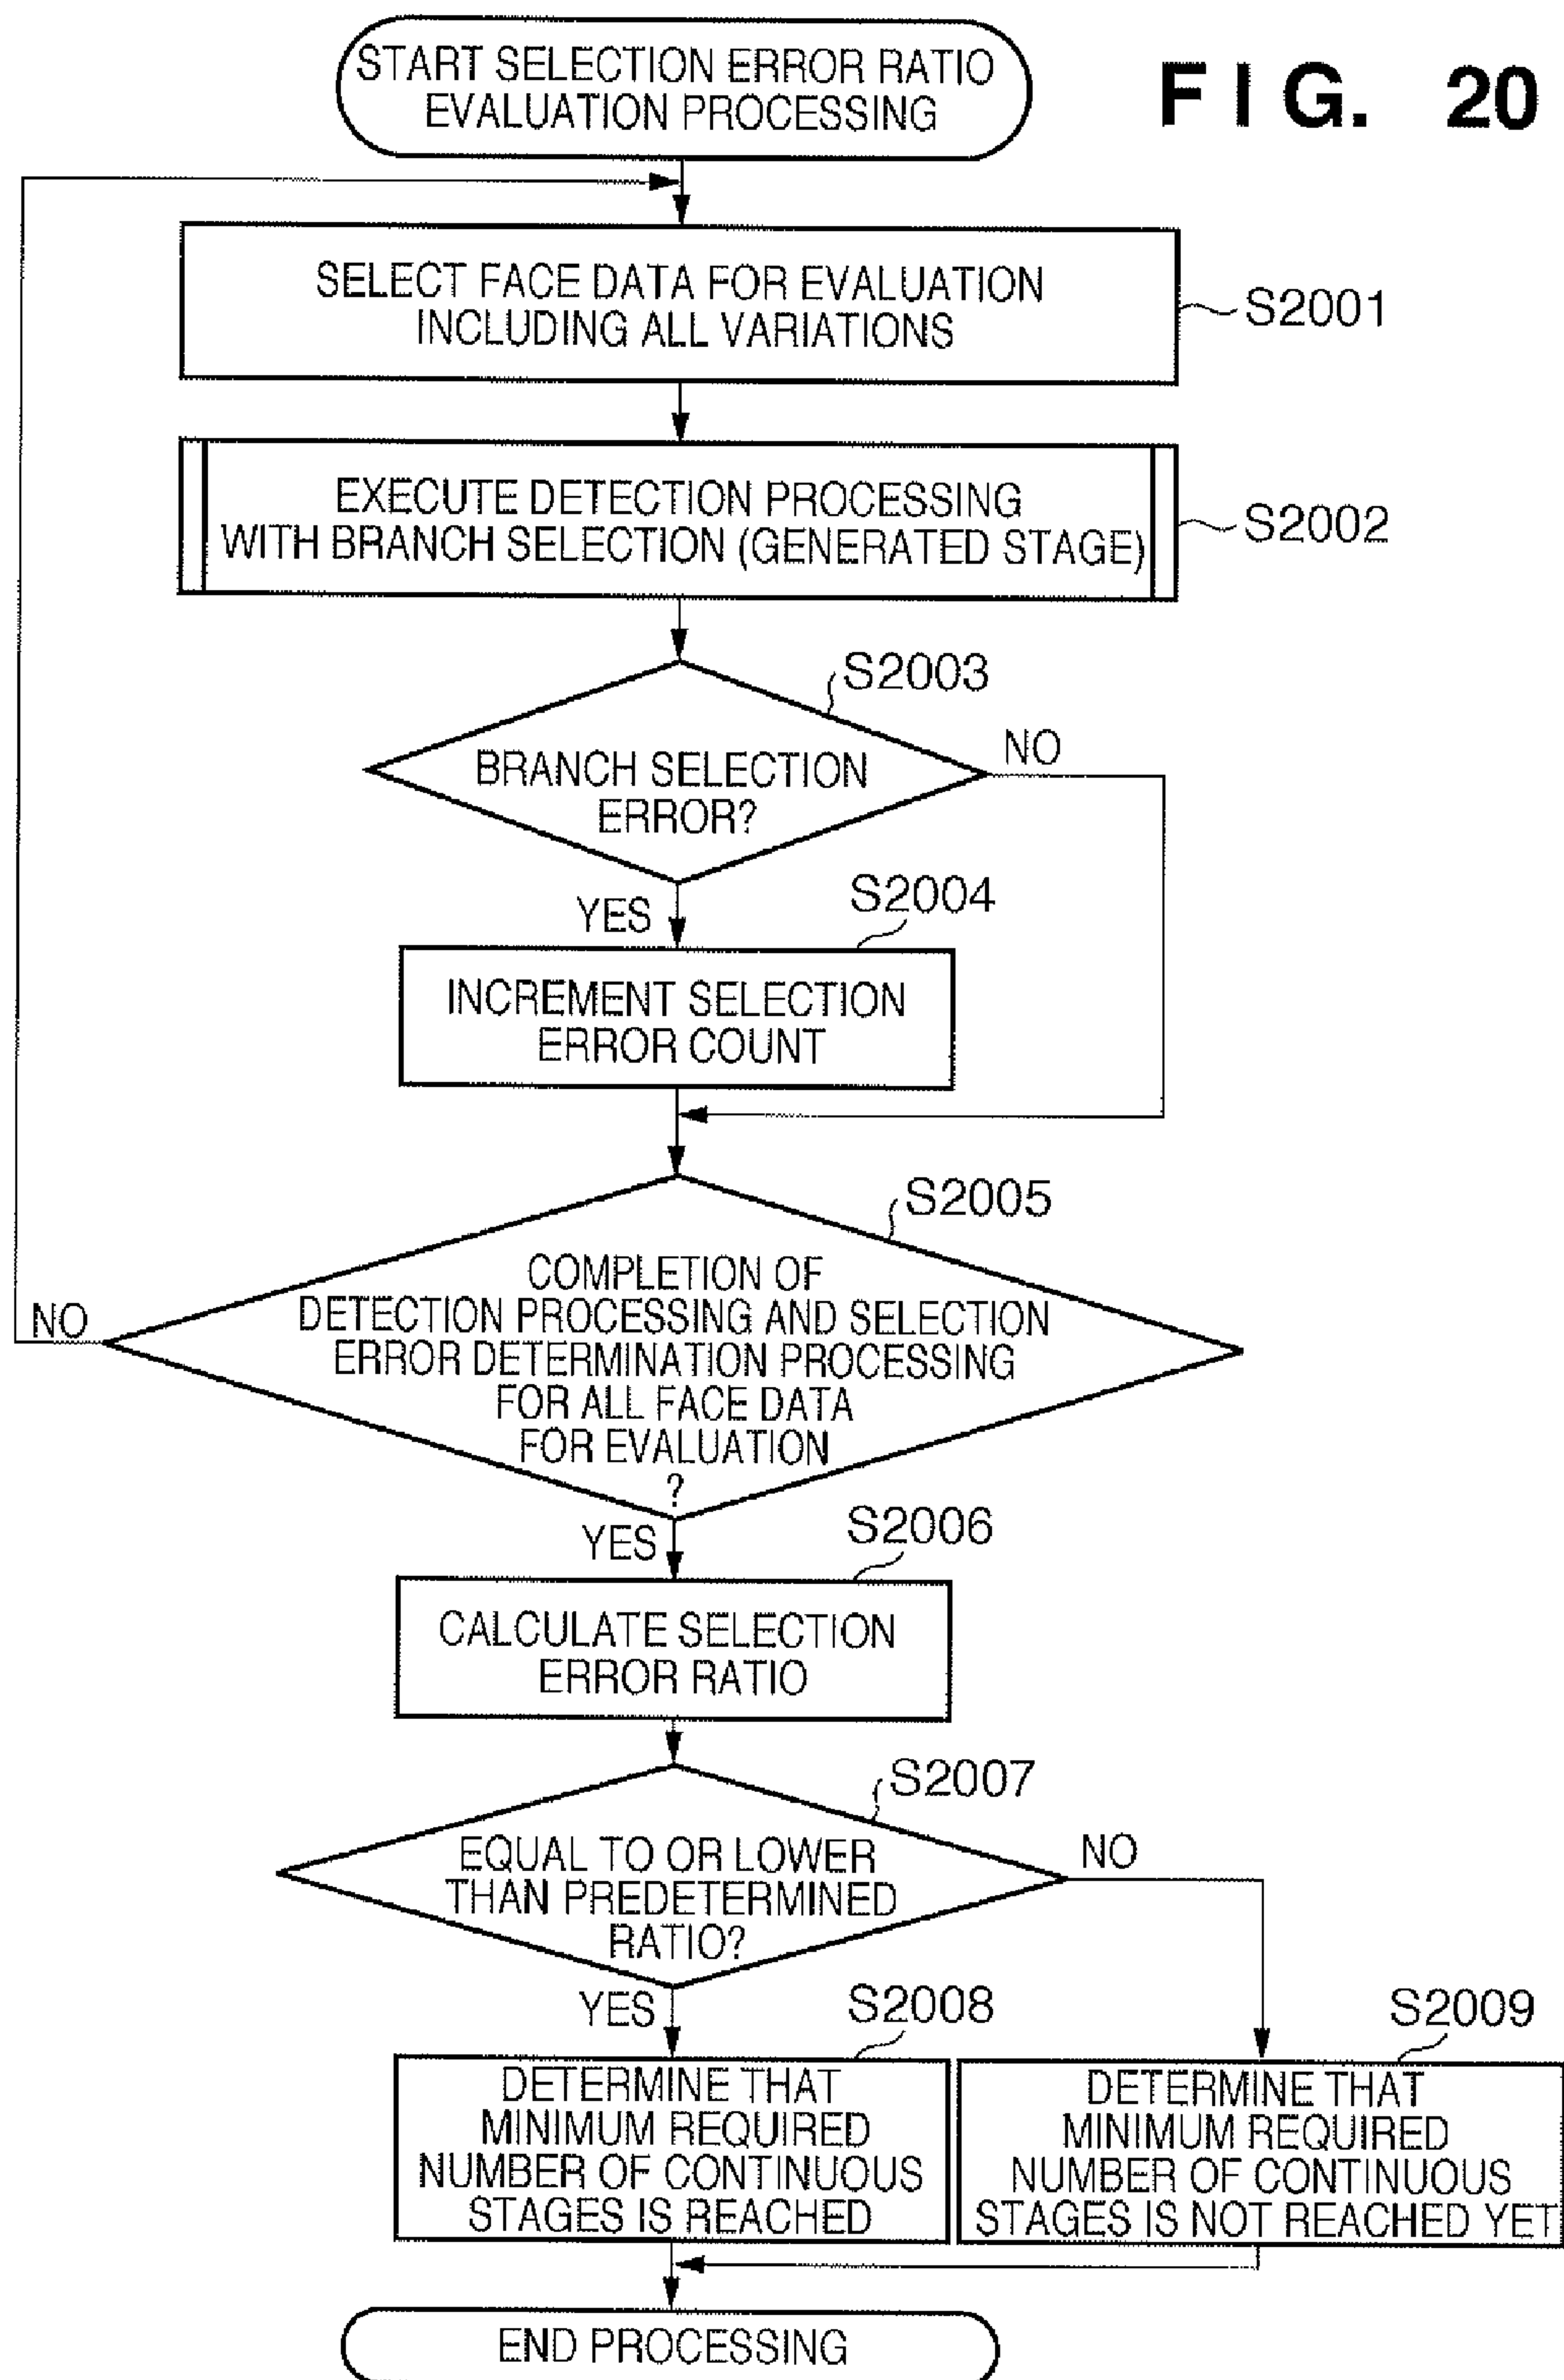 START SELECTION ERROR RATIO
EVALUATION PROCESSING
FIG. 20
SELECT FACE DATA FOR EVALUATION
INCLUDING ALL VARIATIONS
S2001
EXECUTE DETECTION PROCESSING
WITH BRANCH SELECTION (GENERATED STAGE)
S2002
S2003
BRANCH SELECTION
ERROR?
NO
YES
S2004
INCREMENT SELECTION
ERROR COUNT
S2005
COMPLETION OF
DETECTION PROCESSING AND SELECTION
ERROR DETERMINATION PROCESSING
FOR ALL FACE DATA
FOR EVALUATION
?
NO
YES
S2006
CALCULATE SELECTION
ERROR RATIO
S2007
EQUAL TO OR LOWER
THAN PREDETERMINED
RATIO?
NO
YES
S2008
DETERMINE THAT
MINIMUM REQUIRED
NUMBER OF CONTINUOUS
STAGES IS REACHED
S2009
DETERMINE THAT
MINIMUM REQUIRED
NUMBER OF CONTINUOUS
STAGES IS NOT REACHED YET
END PROCESSING